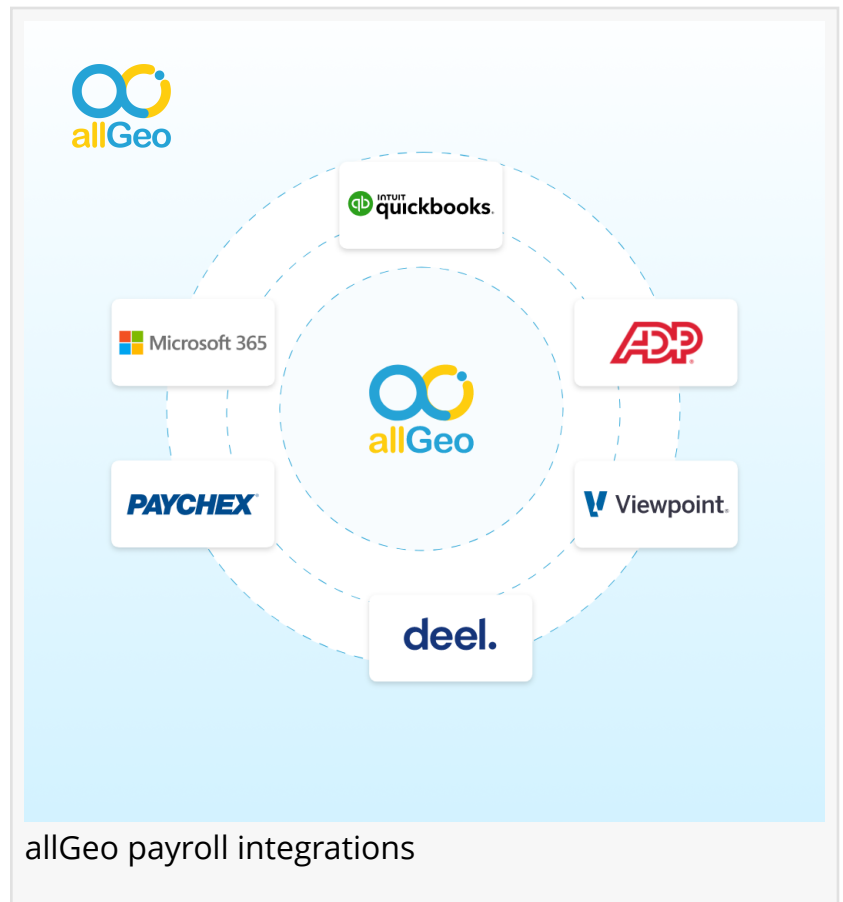 allGeo
INTUIT
quickbooks.
Microsoft 365
ADP
allGeo
PAYCHEX
Viewpoint.
deel.
allGeo payroll integrations